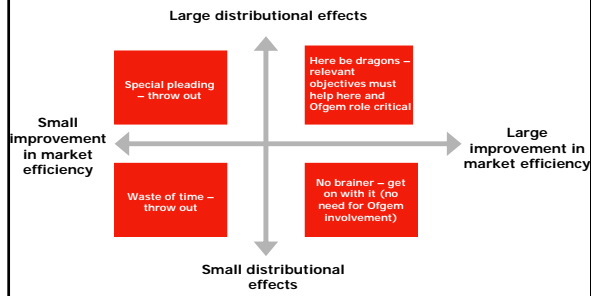 Large distributional effects
Special pleading
– throw out
Here be dragons –
relevant
objectives must
help here and
Ofgem role critical
Small
improvement
in market
efficiency
Large
improvement in
market efficiency
Waste of time –
throw out
No brainer – get
on with it (no
need for Ofgem
involvement)
Small distributional
effects